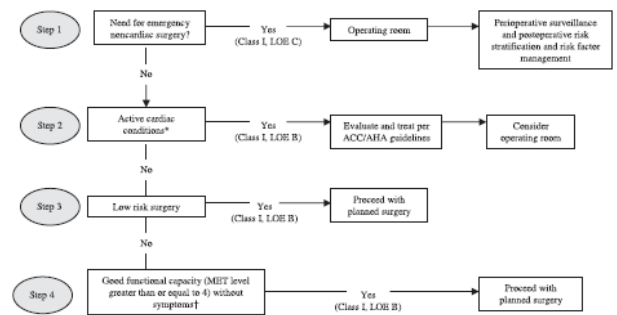 Step 1
Need for emergency
noncardiac surgery?
Yes
(Class I, LOE C)
Operating room
Perioperative surveillance
and postoperative risk
stratification and risk factor
management
No
Step 2
Active cardiac
conditions*
Yes
(Class I, LOE B)
Evaluate and treat per
ACC/AHA guidelines
Consider
operating room
No
Step 3
Low risk surgery
Yes
(Class I, LOE B)
Proceed with
planned surgery
No
Step 4
Good functional capacity (MET level
greater than or equal to 4) without
symptoms†
Yes
(Class I, LOE B)
Proceed with
planned surgery